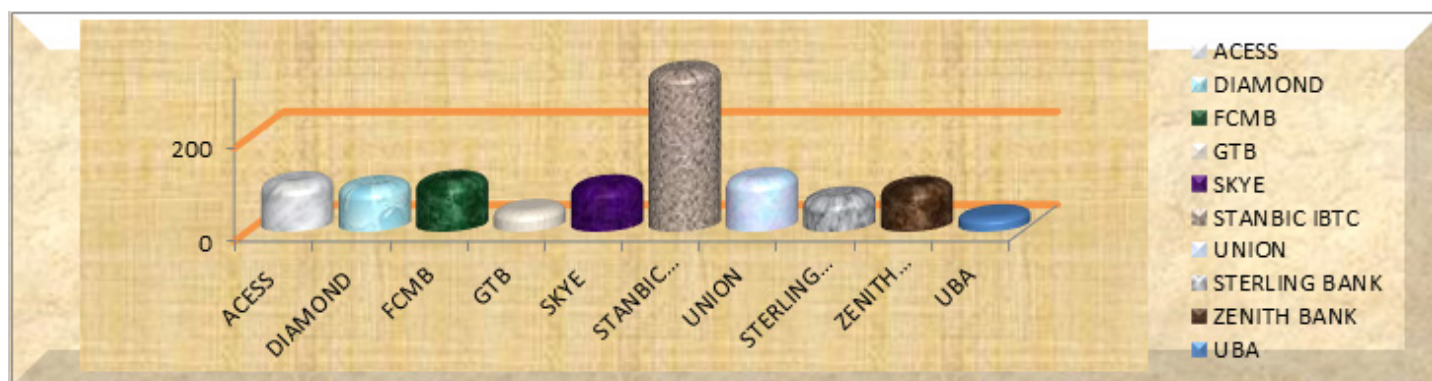 200
0
ACESS
DIAMOND
FCMB
GTB
SKYE
STANBIC...
UNION
STERLING...
ZENITH...
UBA
ACESS
DIAMOND
FCMB
GTB
SKYE
STANBIC IBTC
UNION
STERLING BANK
ZENITH BANK
UBA